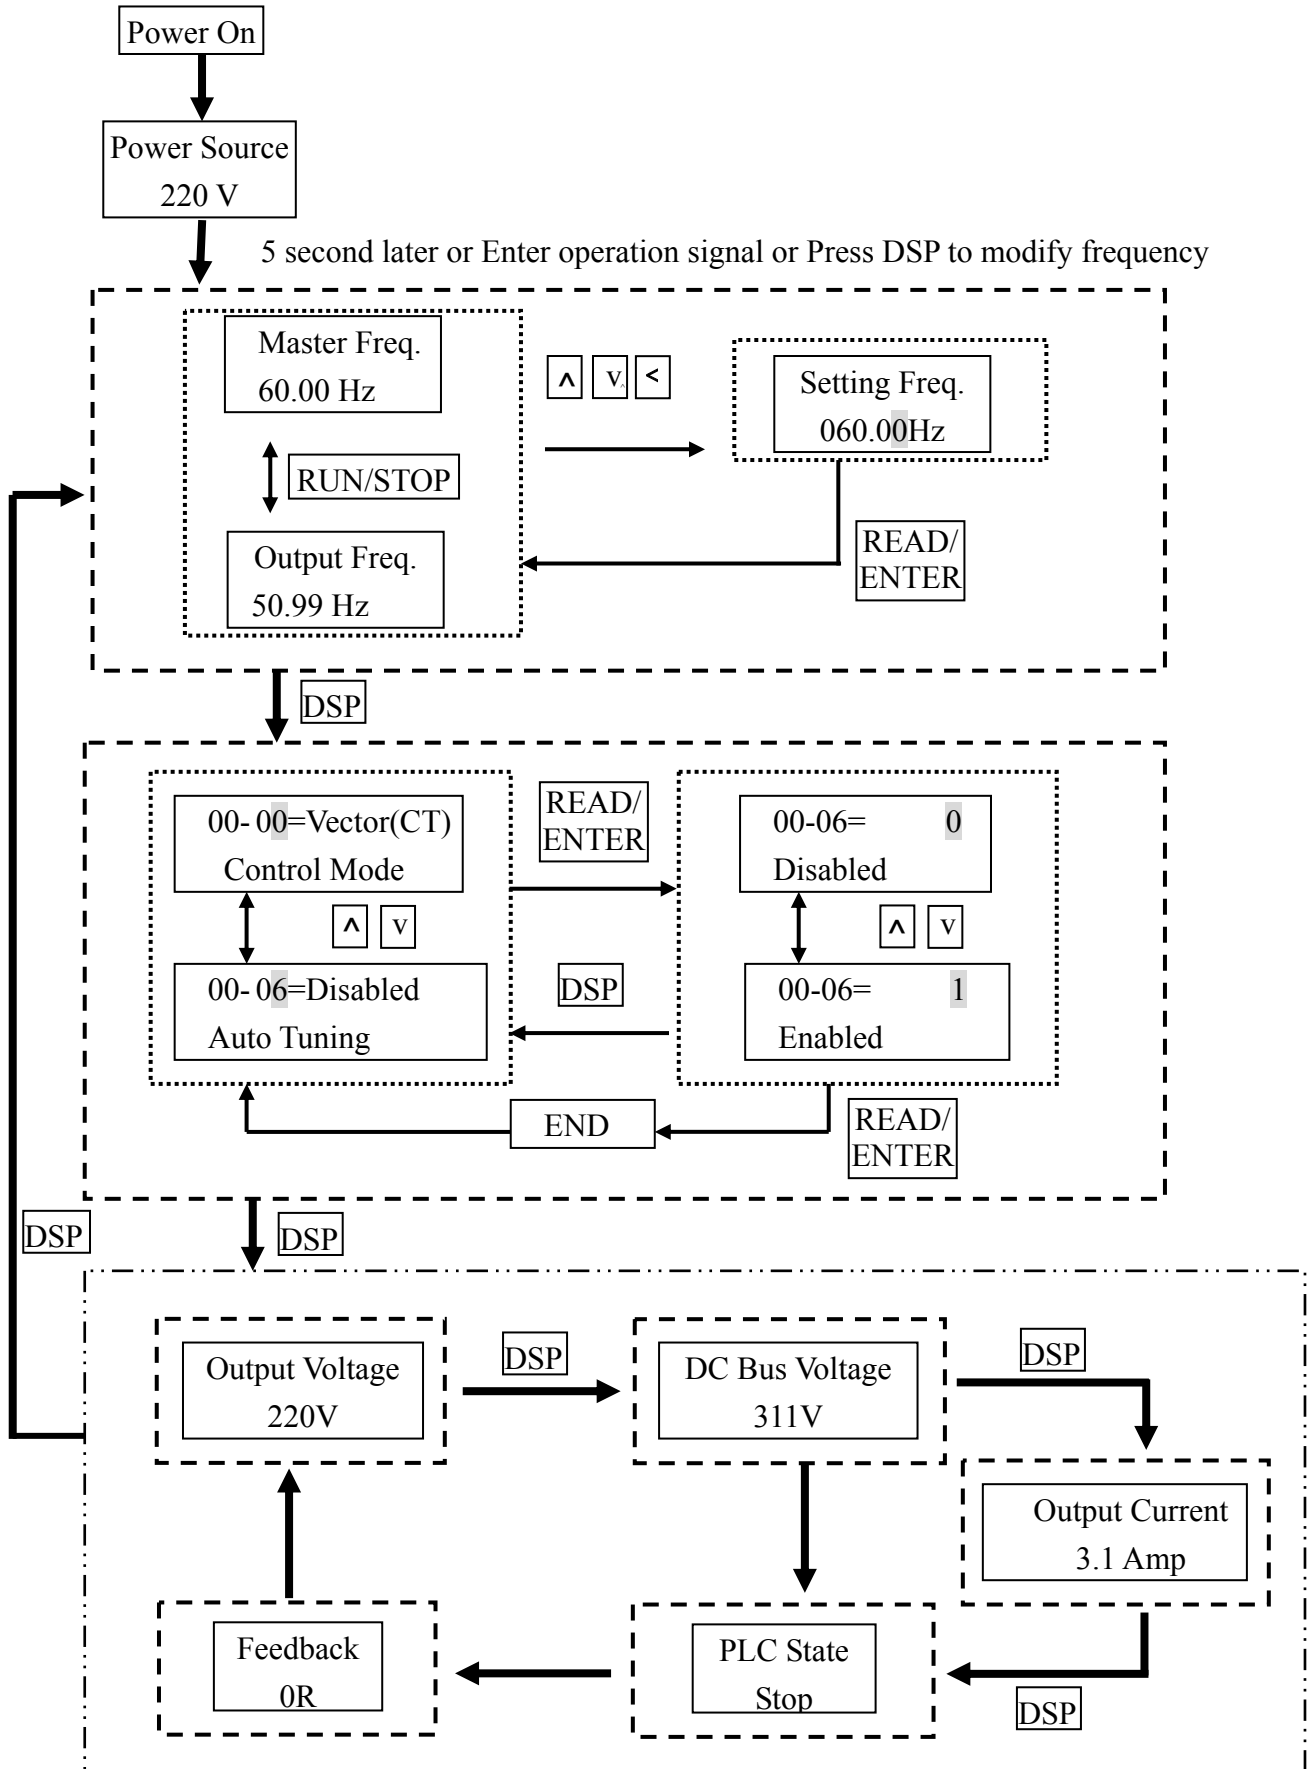 Power On
Power Source
220 V
5 second later or Enter operation signal or Press DSP to modify frequency
Master Freq.
60.00 Hz
^ v ^ <
Setting Freq.
060.00Hz
RUN/STOP
READ/
ENTER
Output Freq.
50.99 Hz
DSP
00- 00=Vector(CT)
Control Mode
READ/
ENTER
00-06= 0
Disabled
^ v
^ v
00- 06=Disabled
Auto Tuning
DSP
00-06= 1
Enabled
END
READ/
ENTER
DSP
DSP
Output Voltage
220V
DSP
DC Bus Voltage
311V
DSP
Output Current
3.1 Amp
Feedback
0R
PLC State
Stop
DSP